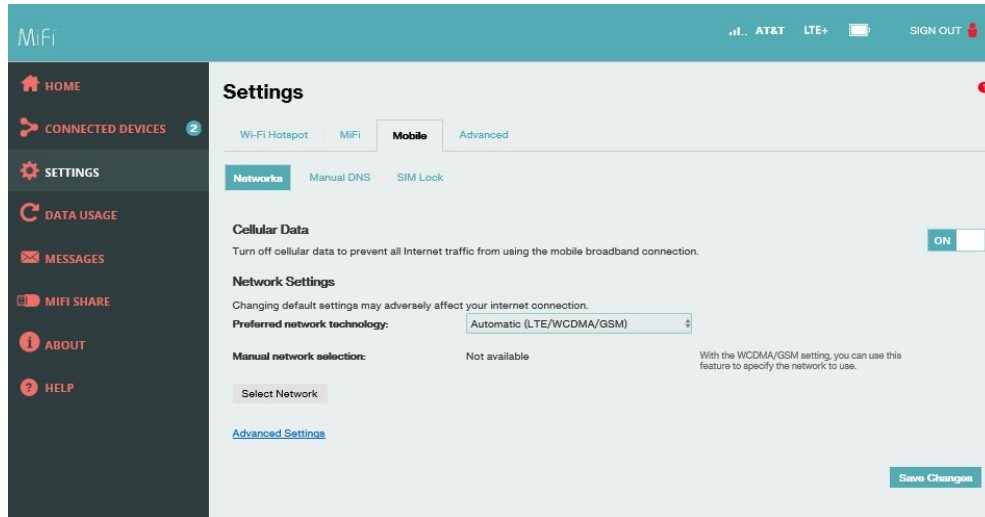 MiFi
AT&T LTE+ SIGN OUT
HOME
CONNECTED DEVICES 2
SETTINGS
DATA USAGE
MESSAGES
MIFI SHARE
ABOUT
HELP
Settings
Wi-Fi Hotspot MiFi Mobile Advanced
Networks Manual DNS SIM Lock
Cellular Data
Turn off cellular data to prevent all Internet traffic from using the mobile broadband connection.
ON
Network Settings
Changing default settings may adversely affect your internet connection.
Preferred network technology: Automatic (LTE/WCDMA/GSM)
Manual network selection: Not available
With the WCDMA/GSM setting, you can use this
feature to specify the network to use.
Select Network
Advanced Settings
Save Changes